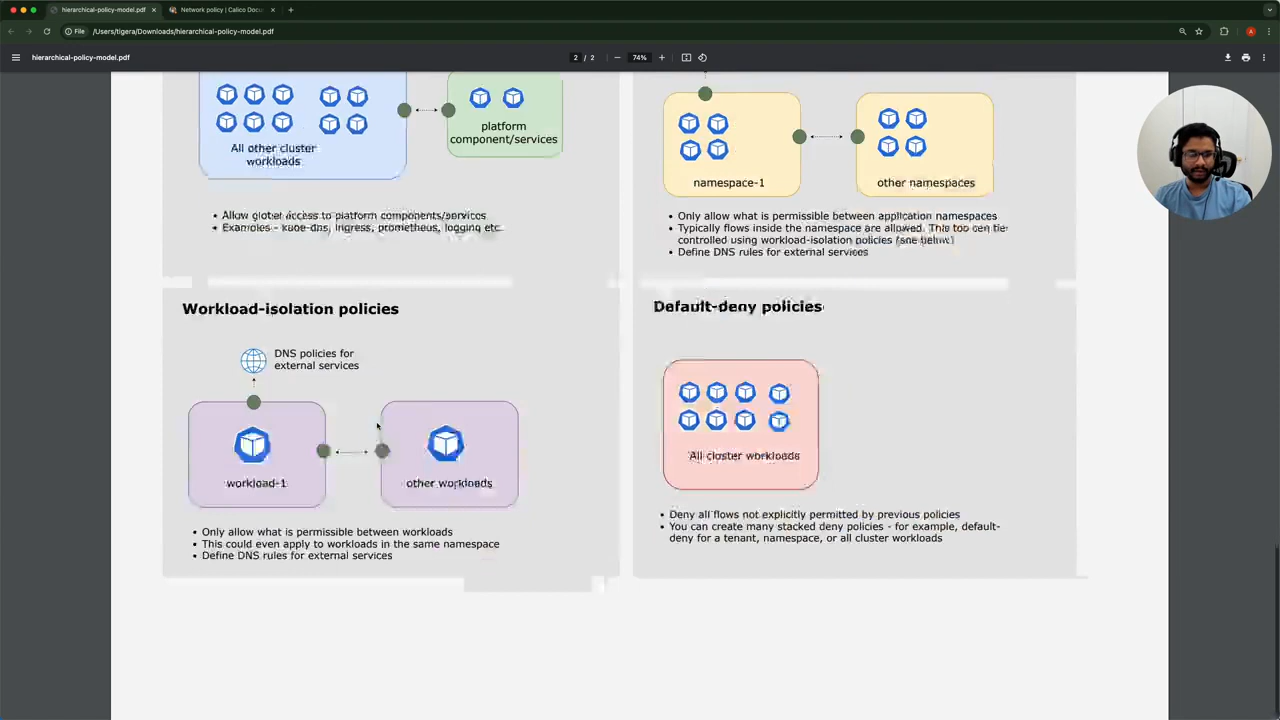 hierarchical-policy-model.pdf
Network policy | Calico Docu
File
/Users/tigera/Downloads/hierarchical-policy-model.pdf
hierarchical-policy-model.pdf
2 / 2
74%
All other cluster
workloads
platform
component/services
• Allow global access to platform components/services
• Examples - kube-dns, ingress, prometheus, logging etc.
namespace-1
other namespaces
• Only allow what is permissible between application namespaces
• Typically flows inside the namespace are allowed. This too can be
controlled using workload-isolation policies (see below)
• Define DNS rules for external services
Workload-isolation policies
DNS policies for
external services
workload-1
other workloads
• Only allow what is permissible between workloads
• This could even apply to workloads in the same namespace
• Define DNS rules for external services
Default-deny policies
All cluster workloads
• Deny all flows not explicitly permitted by previous policies
• You can create many stacked deny policies - for example, default-
deny for a tenant, namespace, or all cluster workloads